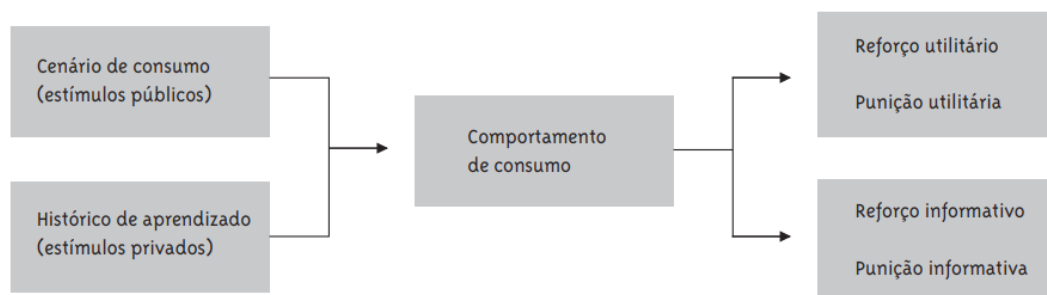 Cenário de consumo
(estímulos públicos)
Histórico de aprendizado
(estímulos privados)
Comportamento
de consumo
Reforço utilitário
Punição utilitária
Reforço informativo
Punição informativa